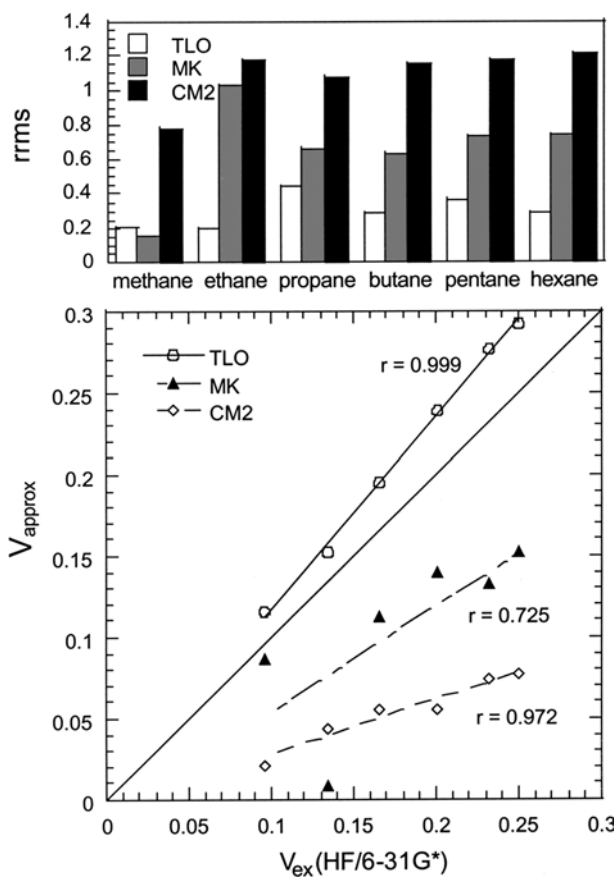 1.4
1.2
1
0.8
0.6
0.4
0.2
0
rrms
TLO
MK
CM2
methane ethane propane butane pentane hexane
0.3
0.25
0.2
0.15
0.1
0.05
0
Vapprox
TLO
MK
CM2
r = 0.999
r = 0.725
r = 0.972
0 0.05 0.1 0.15 0.2 0.25 0.3
Vex(HF/6-31G*)